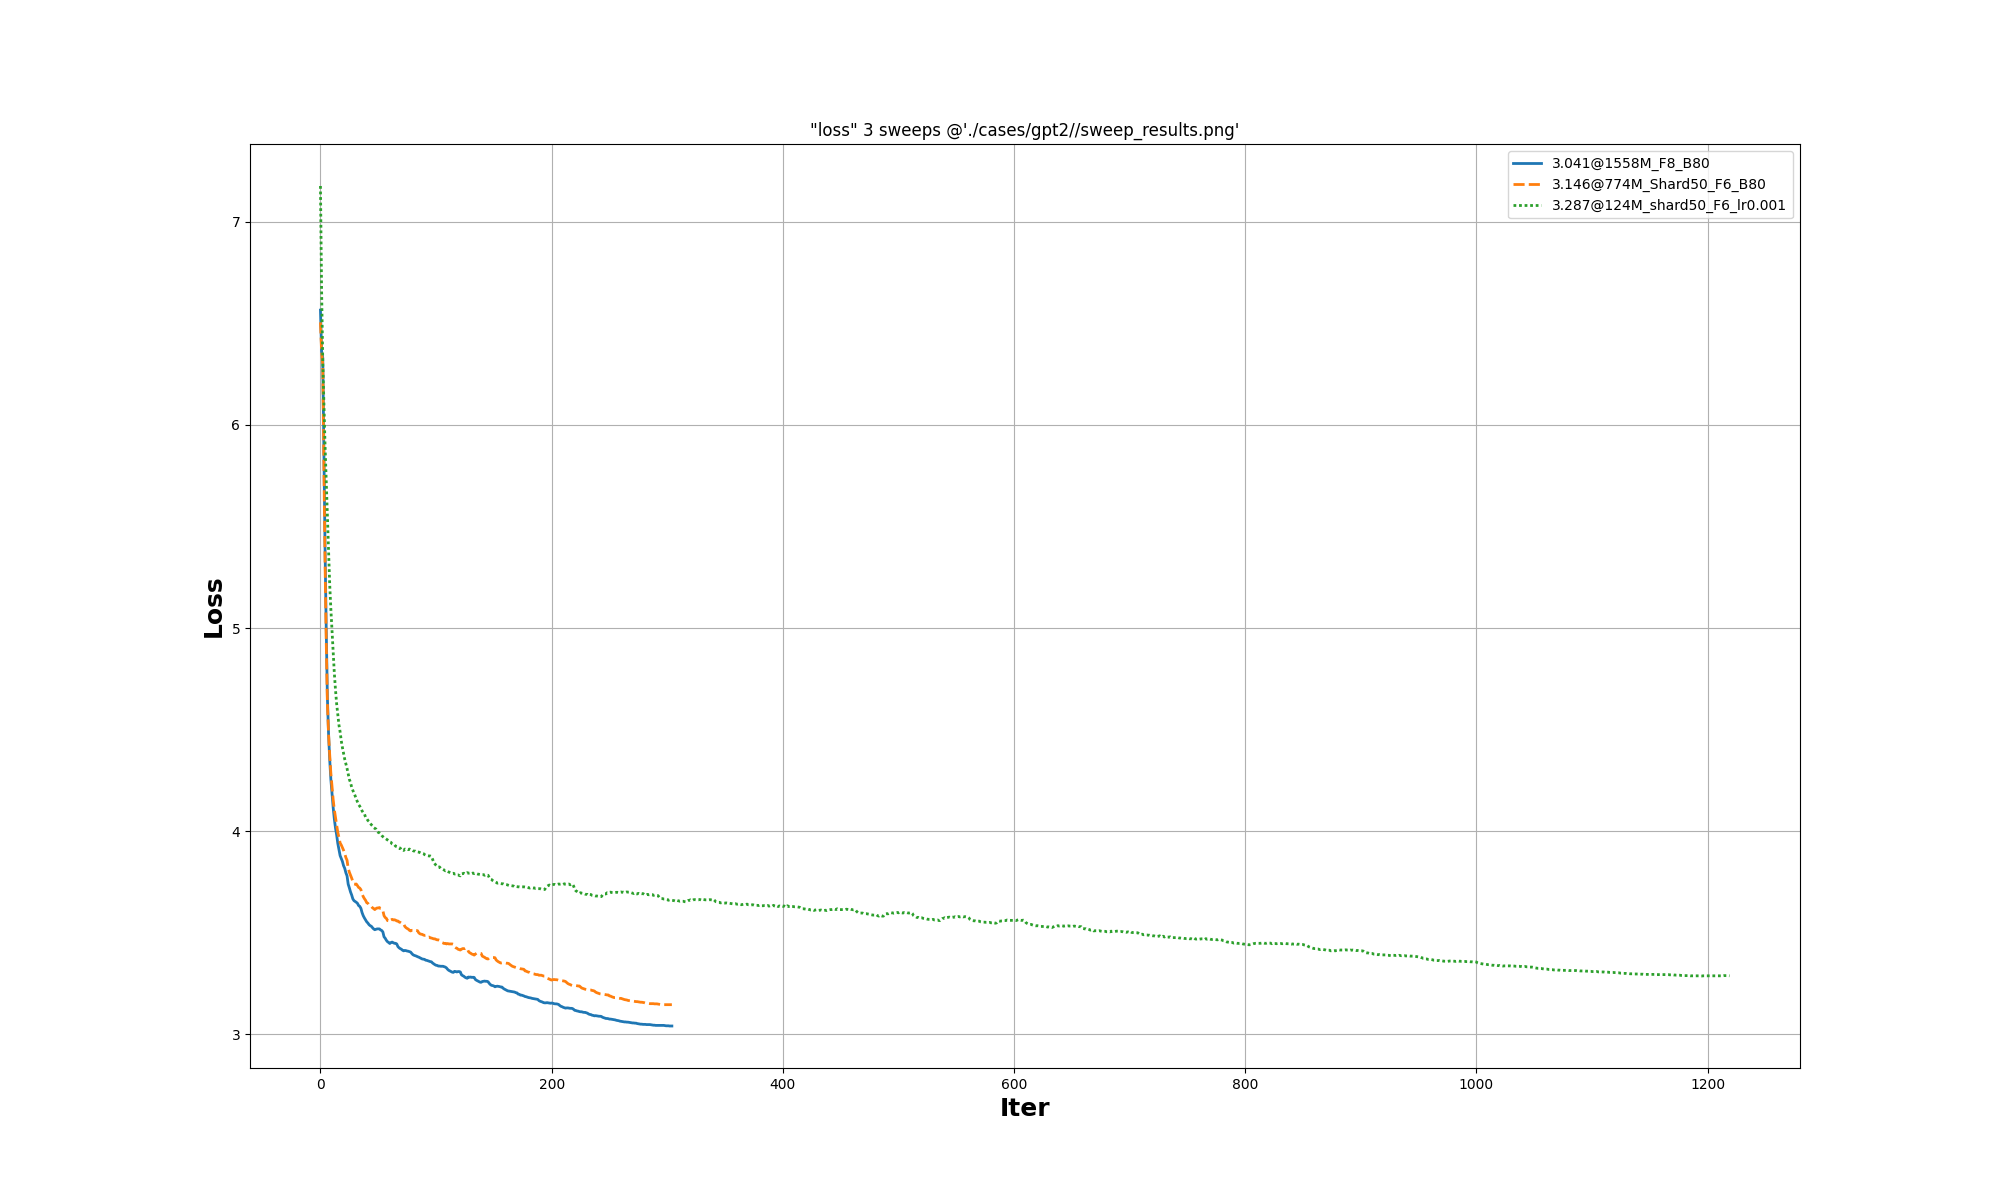 "loss" 3 sweeps @'./cases/gpt2//sweep_results.png'
3.041@1558M_F8_B80
3.146@774M_Shard50_F6_B80
3.287@124M_shard50_F6_lr0.001
7
6
5
4
3
Loss
0 200 400 600 800 1000 1200
Iter